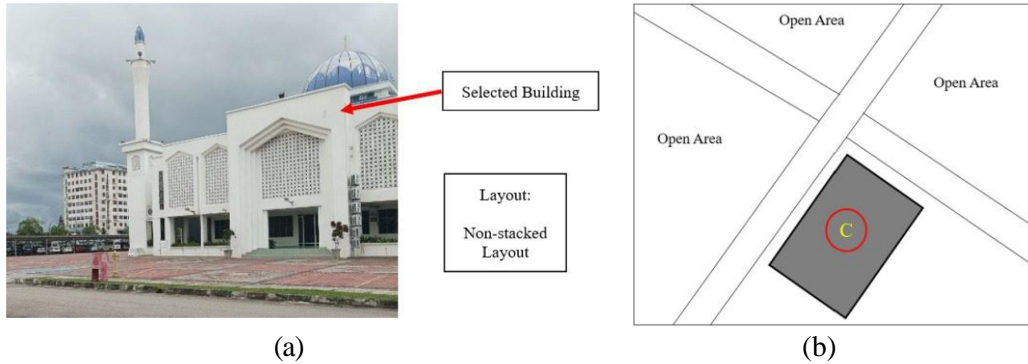 Selected Building
Layout:
Non-stacked
Layout
(a)
Open Area
Open Area
Open Area
C
(b)